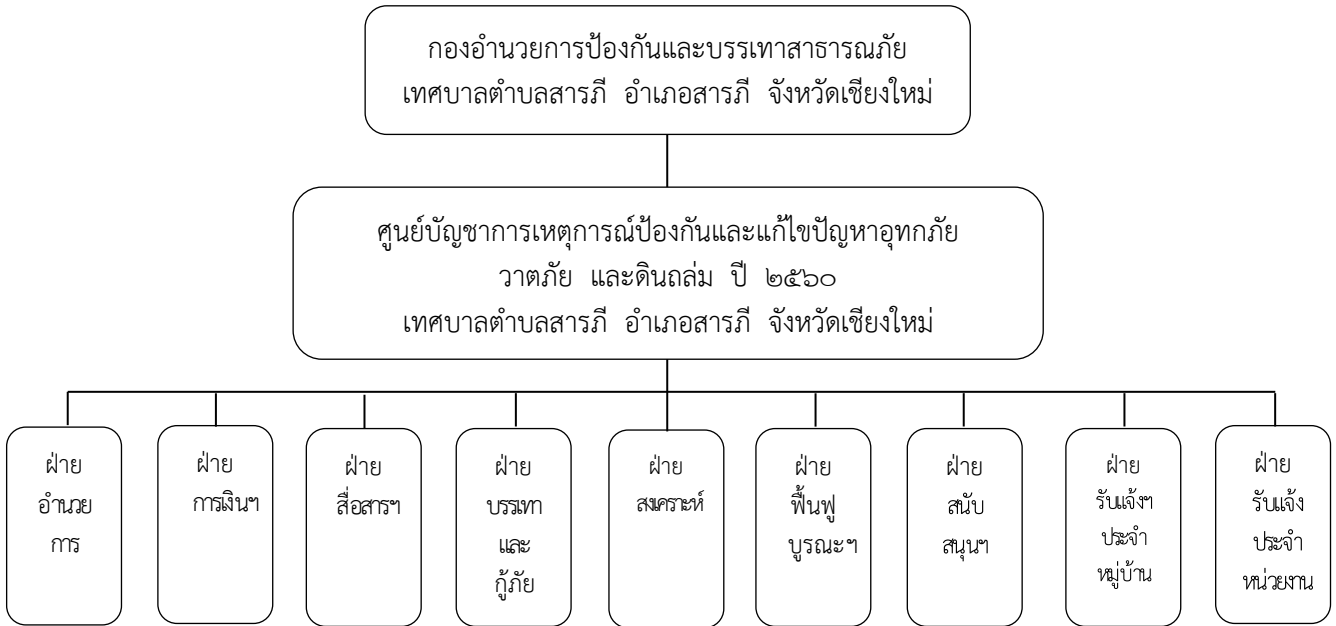 กองอำนวยการป้องกันและบรรเทาสาธารณภัย
เทศบาลตำบลสารภี อำเภอสารภี จังหวัดเชียงใหม่
ศูนย์บัญชาการเหตุการณ์ป้องกันและแก้ไขปัญหาอุทกภัย
วาตภัย และดินถล่ม ปี ๒๕๖๐
เทศบาลตำบลสารภี อำเภอสารภี จังหวัดเชียงใหม่
ฝ่าย
อำนวย
การ
ฝ่าย
การเงินฯ
ฝ่าย
สื่อสารฯ
ฝ่าย
บรรเทา
และ
กู้ภัย
ฝ่าย
สงเคราะห์
ฝ่าย
ฟื้นฟู
บูรณะฯ
ฝ่าย
สนับ
สนุนฯ
ฝ่าย
รับแจ้งฯ
ประจำ
หมู่บ้าน
ฝ่าย
รับแจ้ง
ประจำ
หน่วยงาน